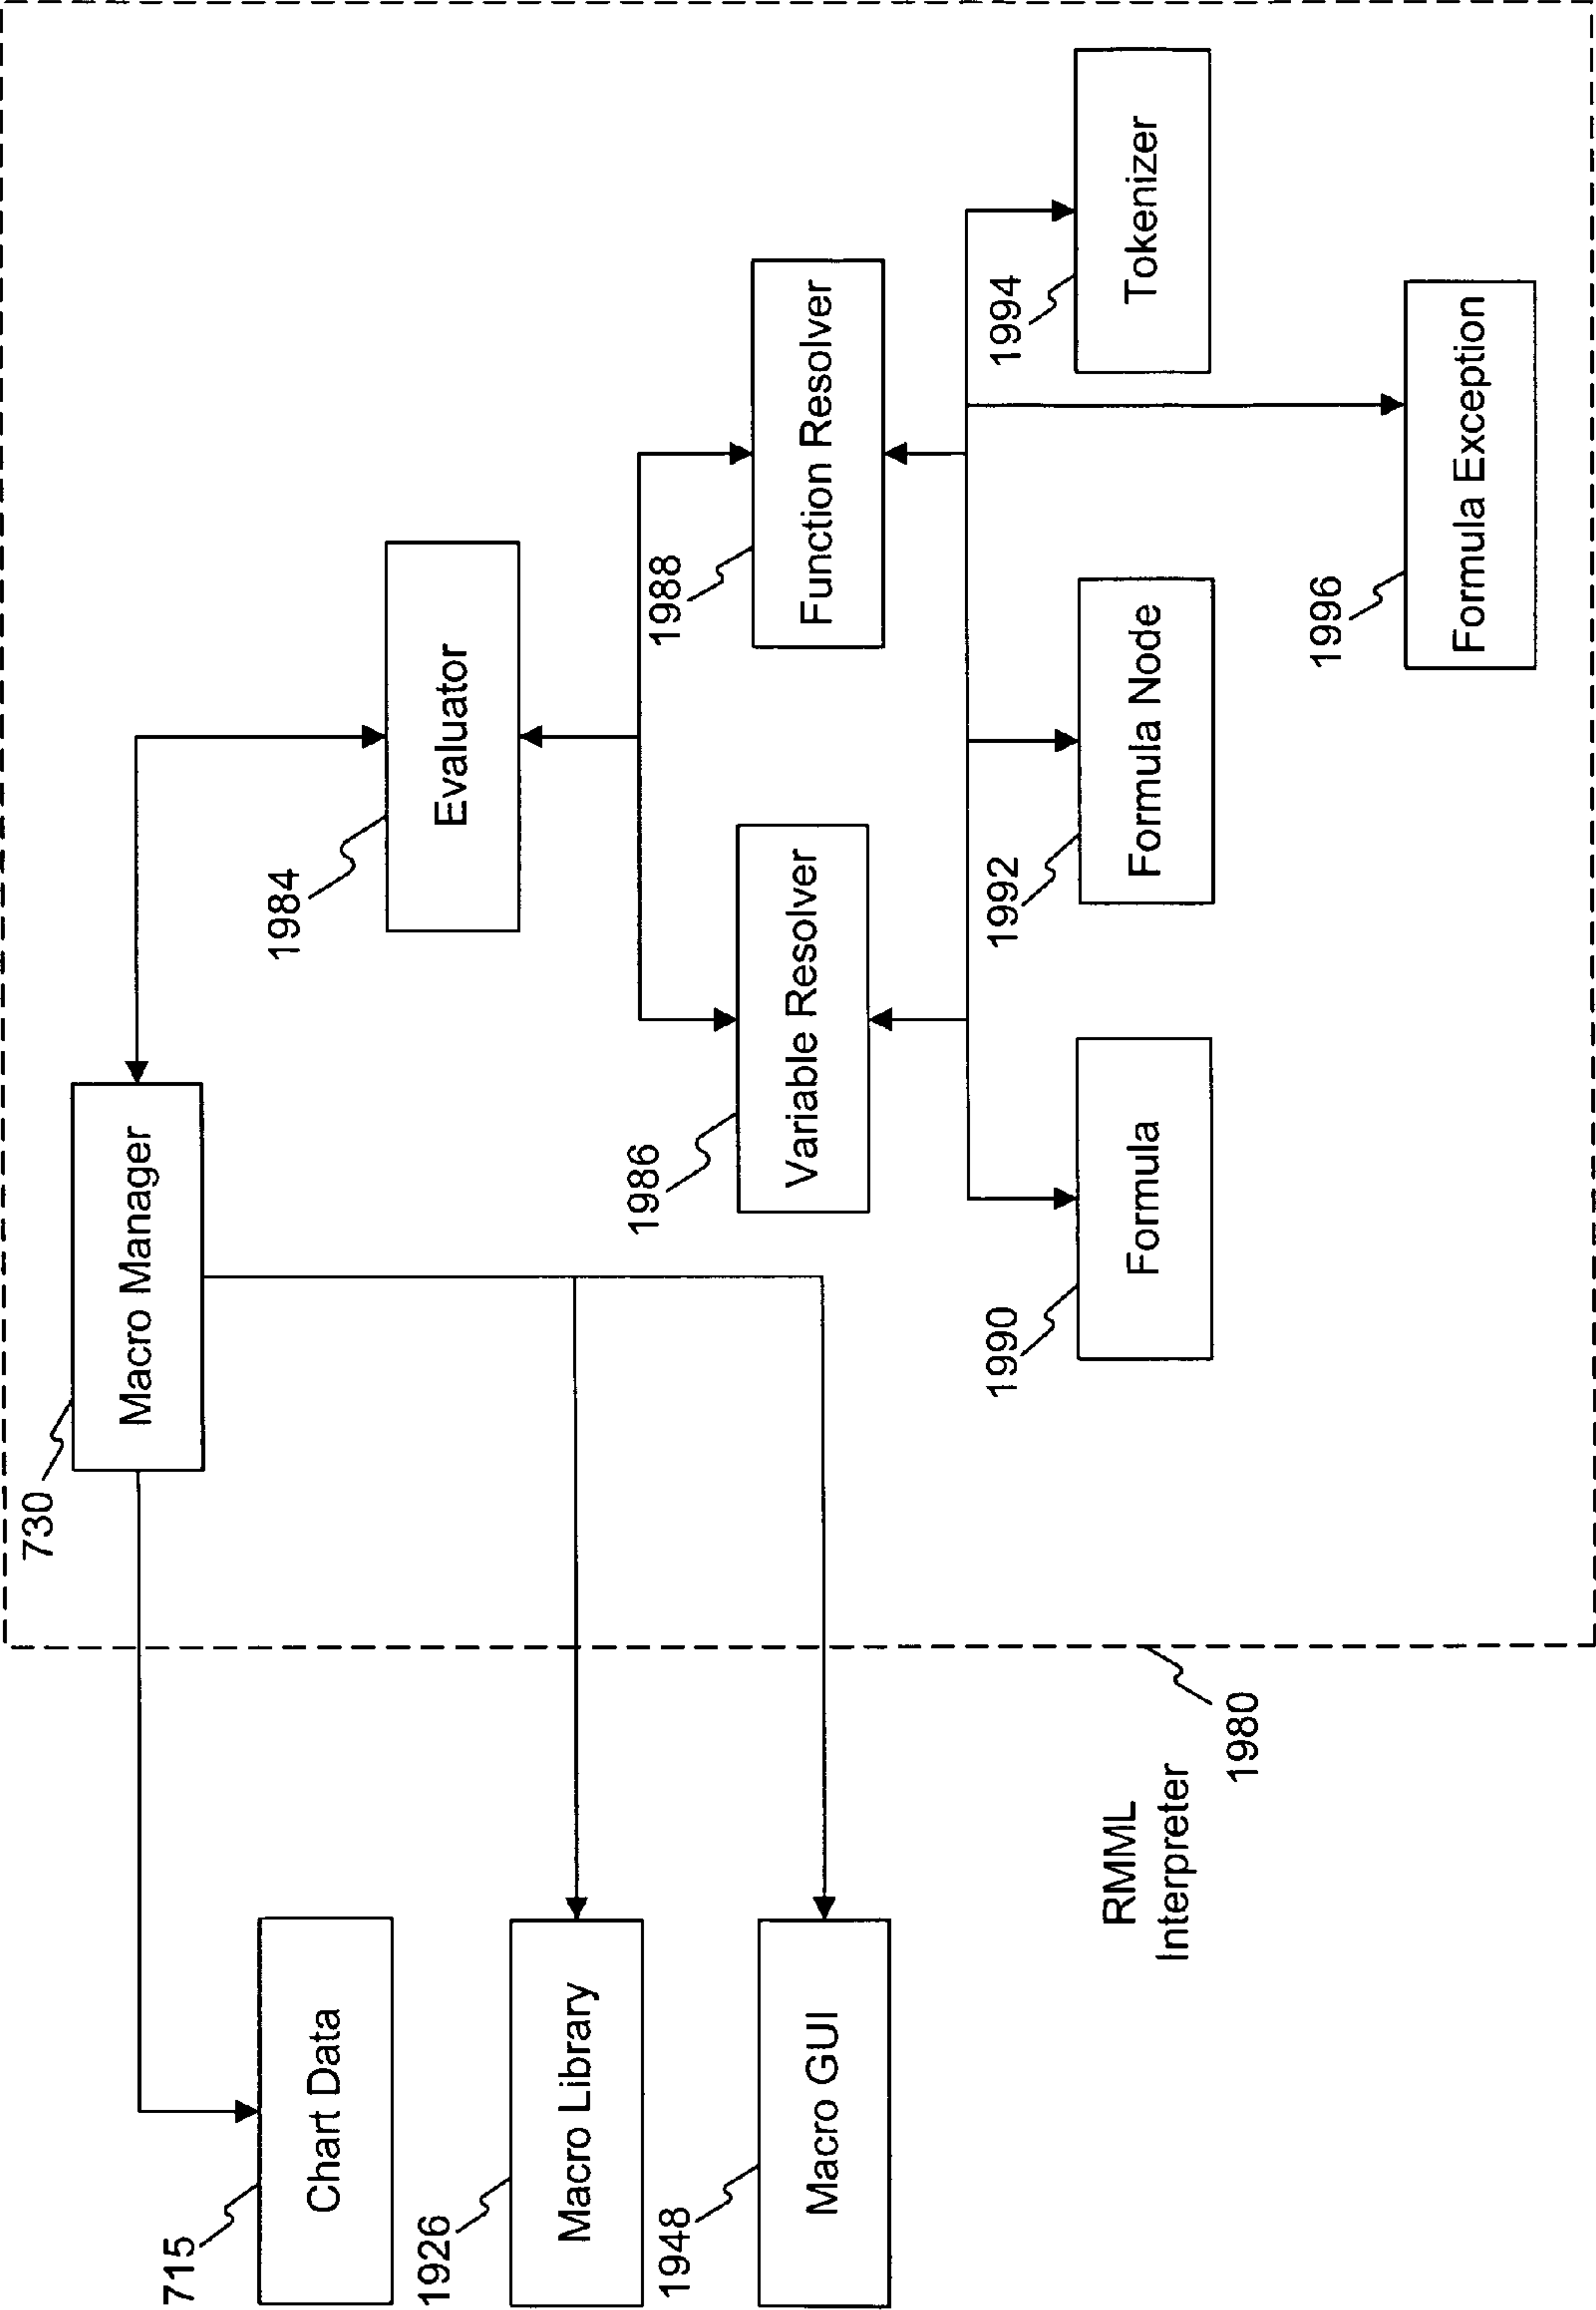 730
Macro Manager
715
Chart Data
1984
Evaluator
1926
Macro Library
1986
Variable Resolver
1988
Function Resolver
1948
Macro GUI
1990
Formula
1992
Formula Node
1994
Tokenizer
RMML
Interpreter
1980
1996
Formula Exception